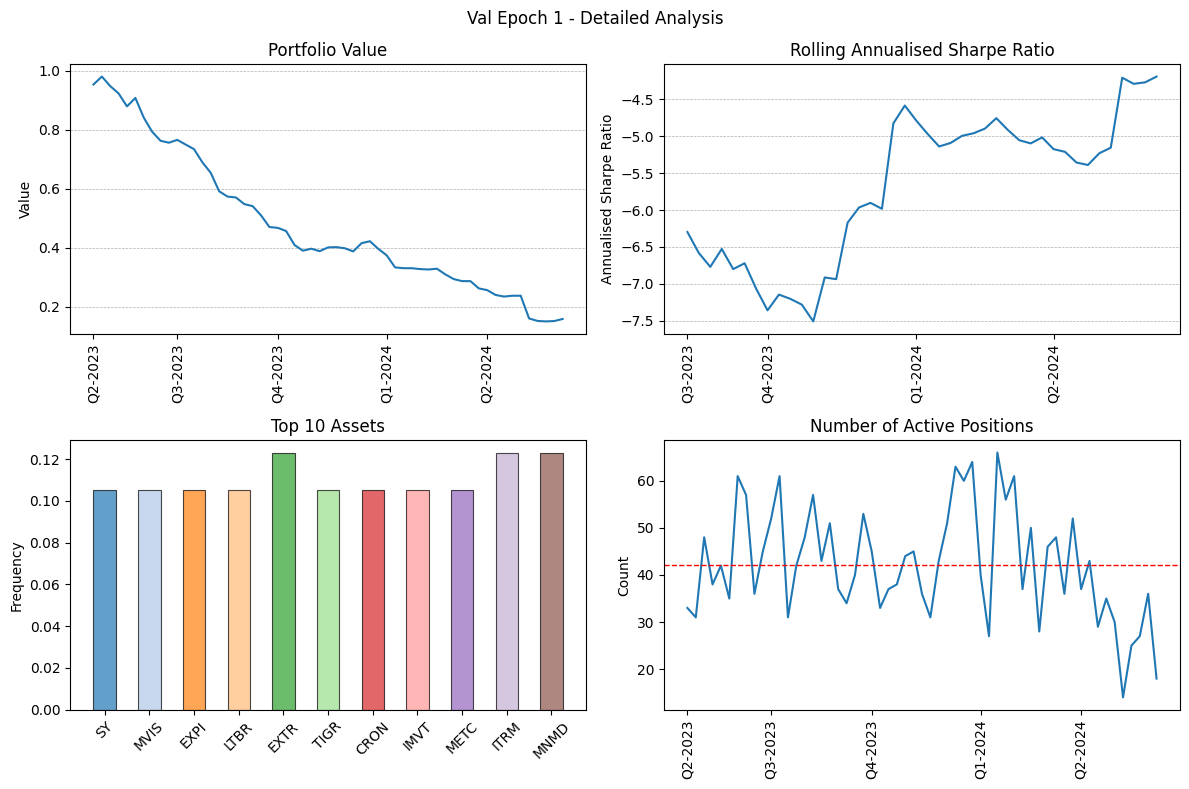 Val Epoch 1 - Detailed Analysis
Portfolio Value
Value
1.0
0.8
0.6
0.4
0.2
Q2-2023
Q3-2023
Q4-2023
Q1-2024
Q2-2024
Rolling Annualised Sharpe Ratio
Annualised Sharpe Ratio
−4.5
−5.0
−5.5
−6.0
−6.5
−7.0
−7.5
Q3-2023
Q4-2023
Q1-2024
Q2-2024
Top 10 Assets
Frequency
0.12
0.10
0.08
0.06
0.04
0.02
0.00
SY
MVIS
EXPI
LTBR
EXTR
TIGR
CRON
IMVT
METC
ITRM
MNMD
Number of Active Positions
Count
60
50
40
30
20
Q2-2023
Q3-2023
Q4-2023
Q1-2024
Q2-2024